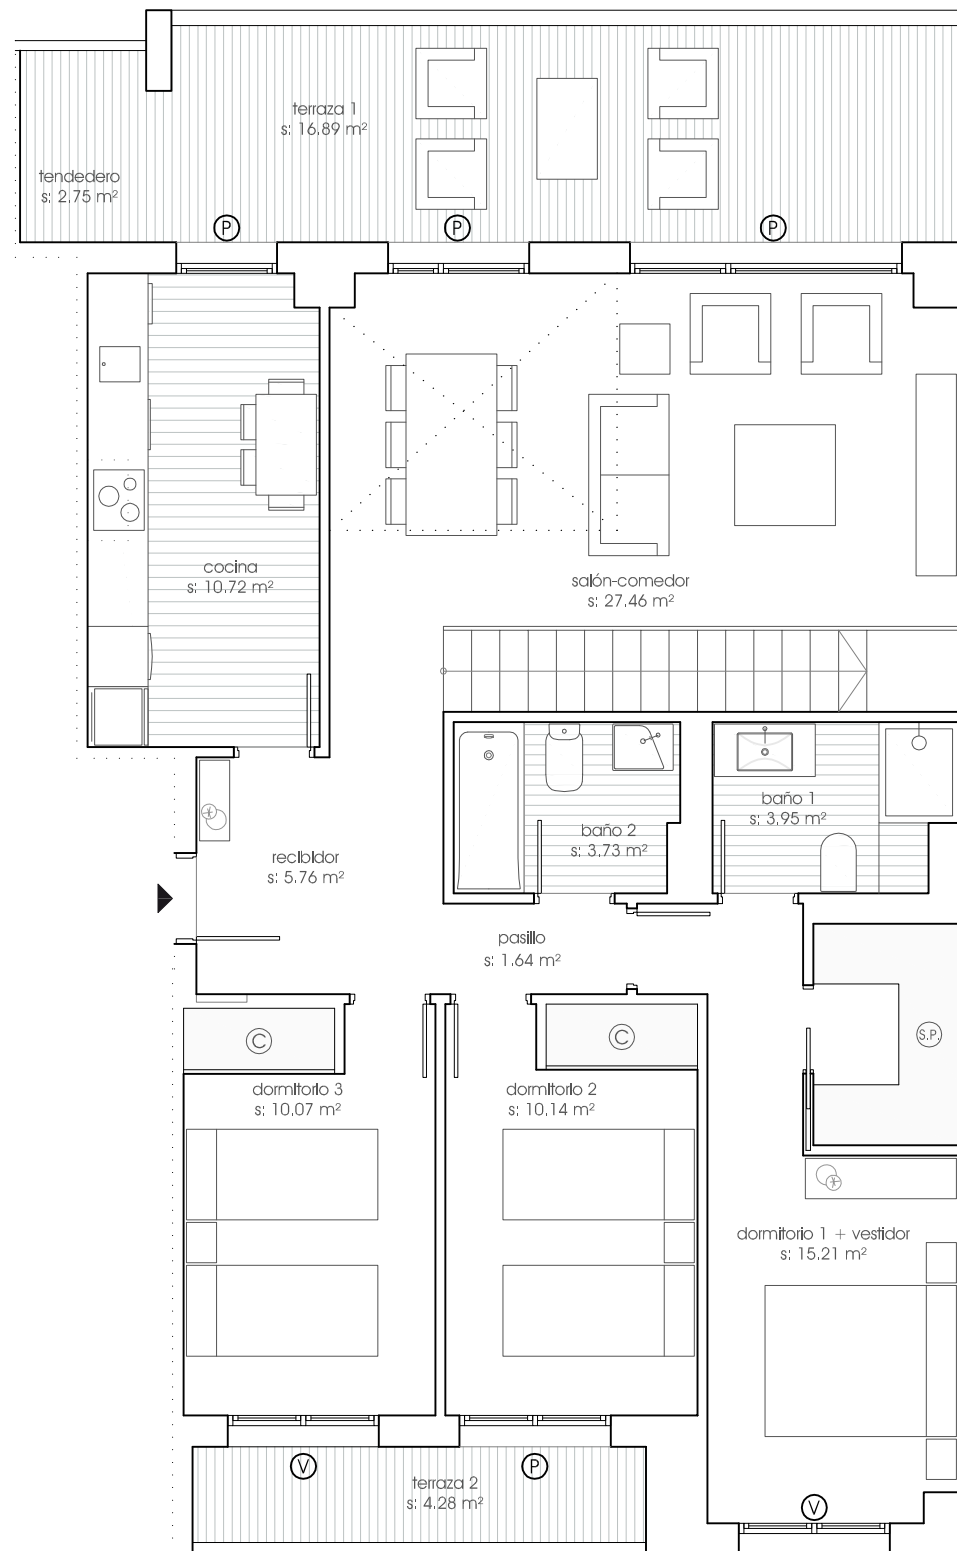 terraza 1
s: 16.89 m²
tendedero
s: 2.75 m²
P
P
P
cocina
s: 10.72 m²
salón-comedor
s: 27.46 m²
baño 1
s: 3.95 m²
baño 2
s: 3.73 m²
recibidor
s: 5.76 m²
pasillo
s: 1.64 m²
C
C
S.P.
dormitorio 3
s: 10.07 m²
dormitorio 2
s: 10.14 m²
dormitorio 1 + vestidor
s: 15.21 m²
V
P
terraza 2
s: 4.28 m²
V